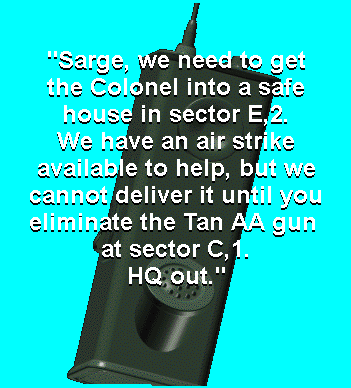 "Sarge, we need to get
the Colonel into a safe
house in sector E,2.
We have an air strike
available to help, but we
cannot deliver it until you
eliminate the Tan AA gun
at sector C,1.
HQ out."